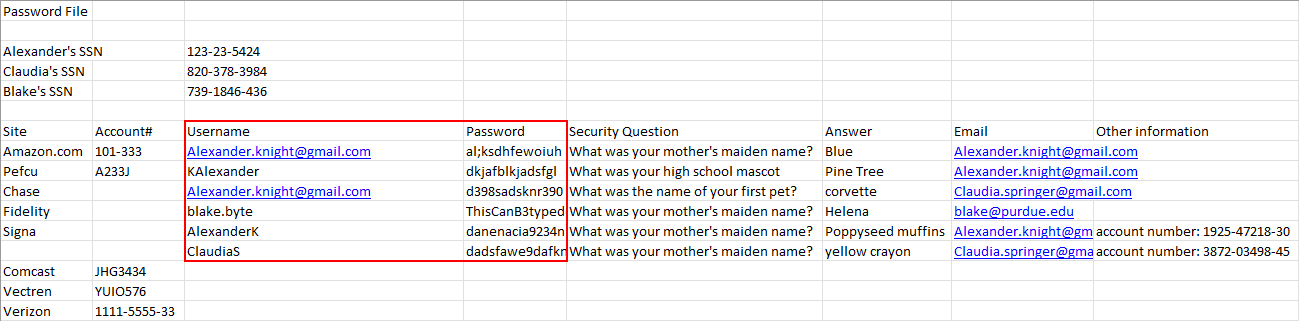 Password File
Alexander's SSN 123-23-5424
Claudia's SSN 820-378-3984
Blake's SSN 739-1846-436
Site Account# Username Password Security Question Answer Email Other information
Amazon.com 101-333 Alexander.knight@gmail.com al;ksdhfewoiuh What was your mother's maiden name? Blue Alexander.knight@gmail.com
Pefcu A233J KAlexander dkjafblkjadsfgl What was your high school mascot Pine Tree Alexander.knight@gmail.com
Chase Alexander.knight@gmail.com d398sadsknr390 What was the name of your first pet? corvette Claudia.springer@gmail.com
Fidelity blake.byte ThisCanB3typed What was your mother's maiden name? Helena blake@purdue.edu
Signa AlexanderK danenacia9234n What was your mother's maiden name? Poppyseed muffins Alexander.knight@gm account number: 1925-47218-30
ClaudiaS dadsfawe9dafkn What was your mother's maiden name? yellow crayon Claudia.springer@gma account number: 3872-03498-45
Comcast JHG3434
Vectren YUIO576
Verizon 1111-5555-33